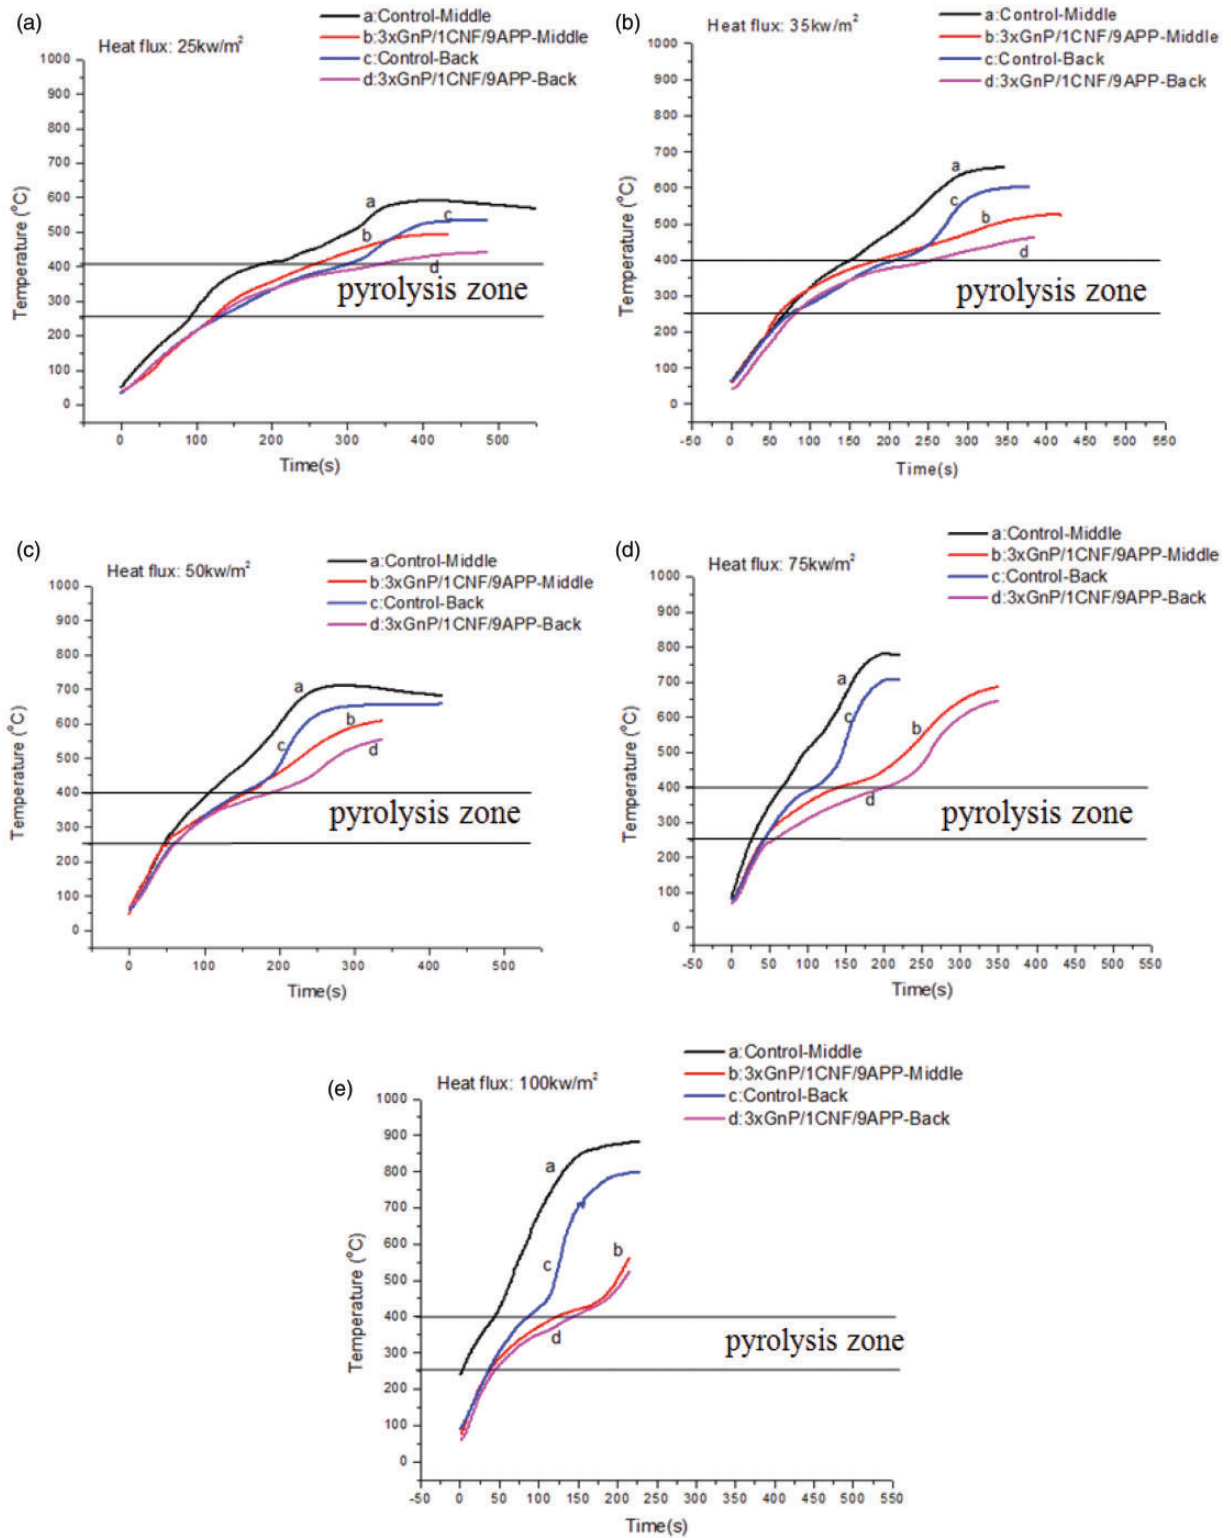 (a)
Heat flux: 25kw/m²
a:Control-Middle
b:3xGnP/1CNF/9APP-Middle
c:Control-Back
d:3xGnP/1CNF/9APP-Back
1000
900
800
700
600
500
400
300
200
100
0
Temperature (°C)
a
b
c
d
pyrolysis zone
0 100 200 300 400 500
Time(s)
(b)
Heat flux: 35kw/m²
a:Control-Middle
b:3xGnP/1CNF/9APP-Middle
c:Control-Back
d:3xGnP/1CNF/9APP-Back
1000
900
800
700
600
500
400
300
200
100
0
Temperature (°C)
a
c
b
d
pyrolysis zone
-50 0 50 100 150 200 250 300 350 400 450 500 550
Time(s)
(c)
Heat flux: 50kw/m²
a:Control-Middle
b:3xGnP/1CNF/9APP-Middle
c:Control-Back
d:3xGnP/1CNF/9APP-Back
1000
900
800
700
600
500
400
300
200
100
0
Temperature (°C)
a
b
c
d
pyrolysis zone
0 100 200 300 400 500
Time(s)
(d)
Heat flux: 75kw/m²
a:Control-Middle
b:3xGnP/1CNF/9APP-Middle
c:Control-Back
d:3xGnP/1CNF/9APP-Back
1000
900
800
700
600
500
400
300
200
100
0
Temperature (°C)
a
c
b
d
pyrolysis zone
-50 0 50 100 150 200 250 300 350 400 450 500 550
Time(s)
(e)
Heat flux: 100kw/m²
a:Control-Middle
b:3xGnP/1CNF/9APP-Middle
c:Control-Back
d:3xGnP/1CNF/9APP-Back
1000
900
800
700
600
500
400
300
200
100
0
Temperature (°C)
a
b
c
d
pyrolysis zone
-50 0 50 100 150 200 250 300 350 400 450 500 550
Time(s)